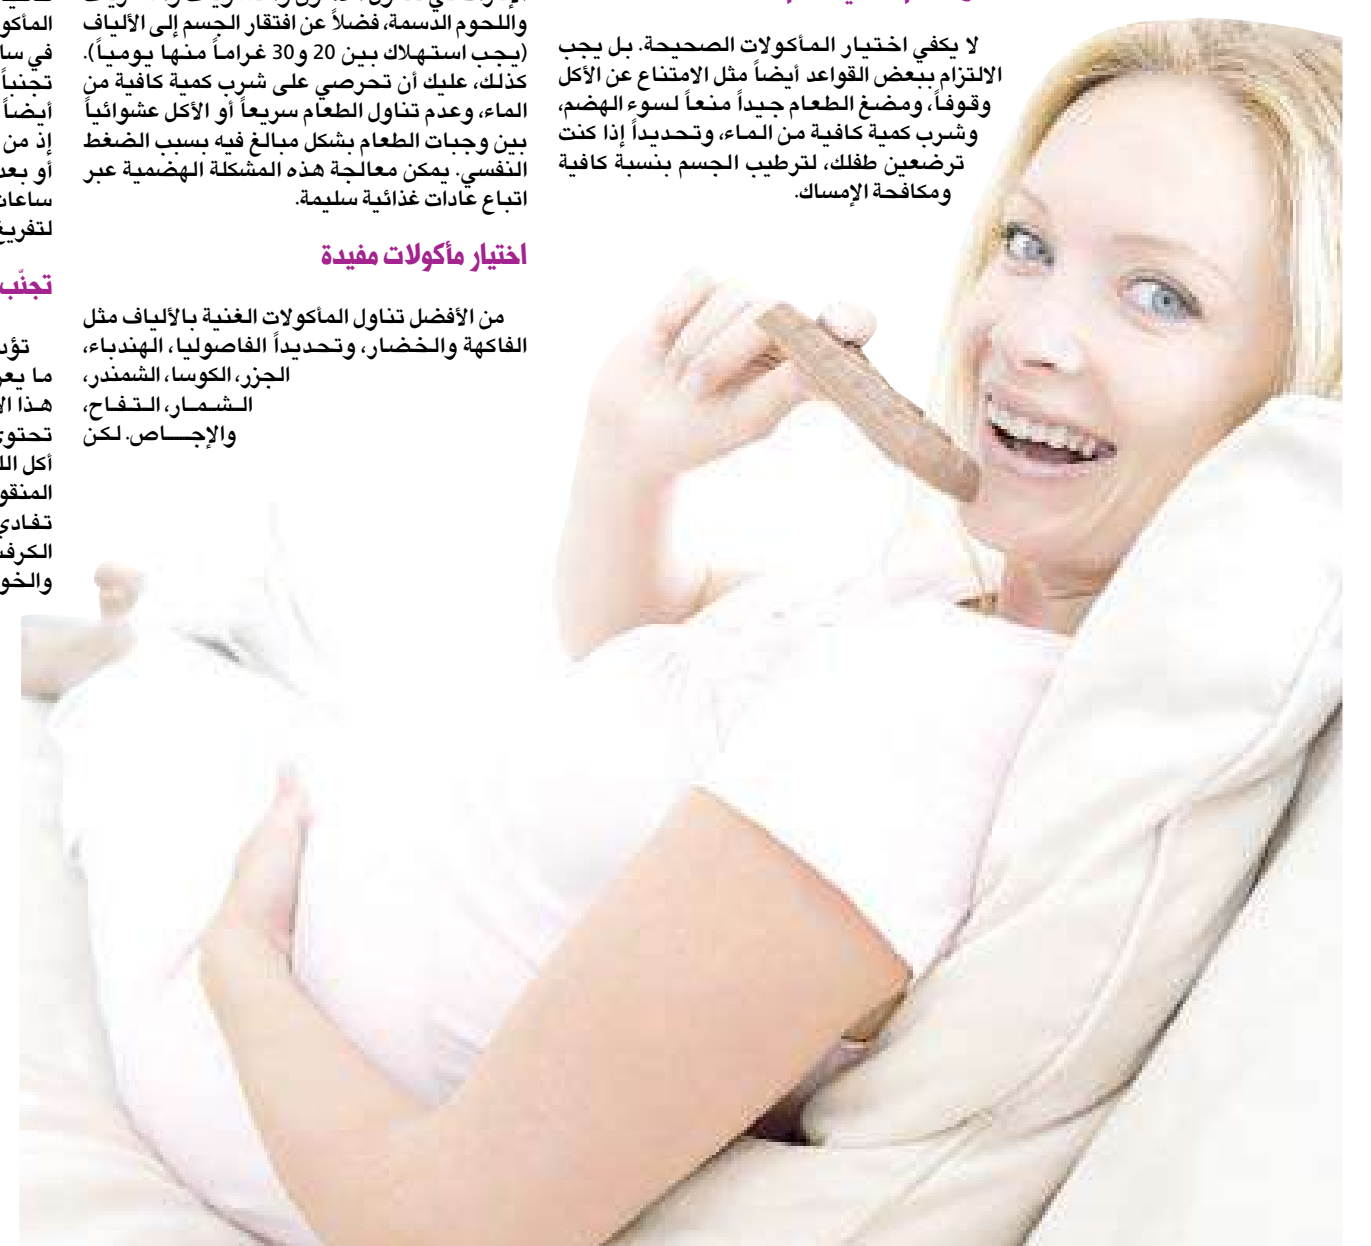 لا يكفي اختيار المأكولات الصحيحة. بل يجب
الالتزام ببعض القواعد أيضاً مثل الامتناع عن الأكل
وقوفاً، ومضغ الطعام جيداً منعاً لسوء الهضم،
وشرب كمية كافية من الماء، وتحديداً إذا كنت
ترضعين طفلك، لترطيب الجسم بنسبة كافية
ومكافحة الإمساك.
واللحوم الدسمة، فضلاً عن افتقار الجسم إلى الألياف
(يجب استهلاك بين 20 و30 غراماً منها يومياً).
كذلك، عليك أن تحرصي على شرب كمية كافية من
الماء، وعدم تناول الطعام سريعاً أو الأكل عشوائياً
بين وجبات الطعام بشكل مبالغ فيه بسبب الضغط
النفسي. يمكن معالجة هذه المشكلة الهضمية عبر
اتباع عادات غذائية سليمة.
اختيار مأكولات مفيدة
من الأفضل تناول المأكولات الغنية بالألياف مثل
الفاكهة والخضار، وتحديداً الفاصوليا، الهندباء،
الجزر، الكوسا، الشمندر،
الشمار، التفاح،
والإجاص. لكن
في سا
تجنباً
أيضاً
إذ من
أو بعد
ساعات
لتفريغ
تجنّب
تؤد
ما يعر
هذا الا
تحتوي
أكل الل
المنقو
تفادي
الكرف
والخو